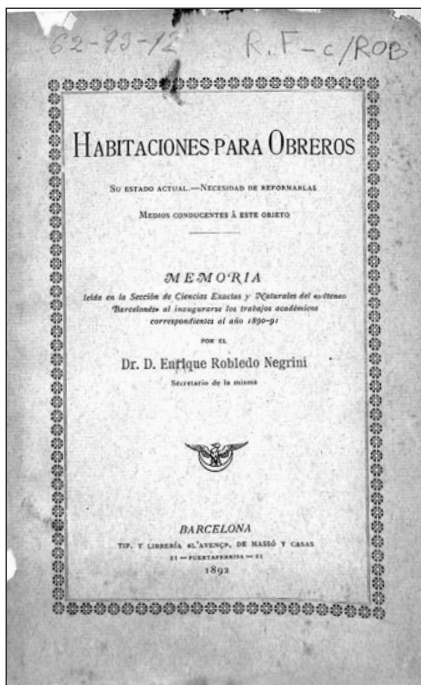 62-93-12 R.F-c/ROB
HABITACIONES PARA OBREROS
SU ESTADO ACTUAL.—NECESIDAD DE REFORMARLAS
MEDIOS CONDUCENTES Á ESTE OBJETO
MEMORIA
leída en la Sección de Ciencias Exactas y Naturales del «Ateneo
Barcelonés» al inaugurarse los trabajos académicos
correspondientes al año 1890-91
POR EL
Dr. D. Enrique Robledo Negrini
Secretario de la misma
BARCELONA
TIP. Y LIBRERÍA «L'AVENÇ», DE MASSÓ Y CASAS
21 — PUERTAFERRISA — 21
1892